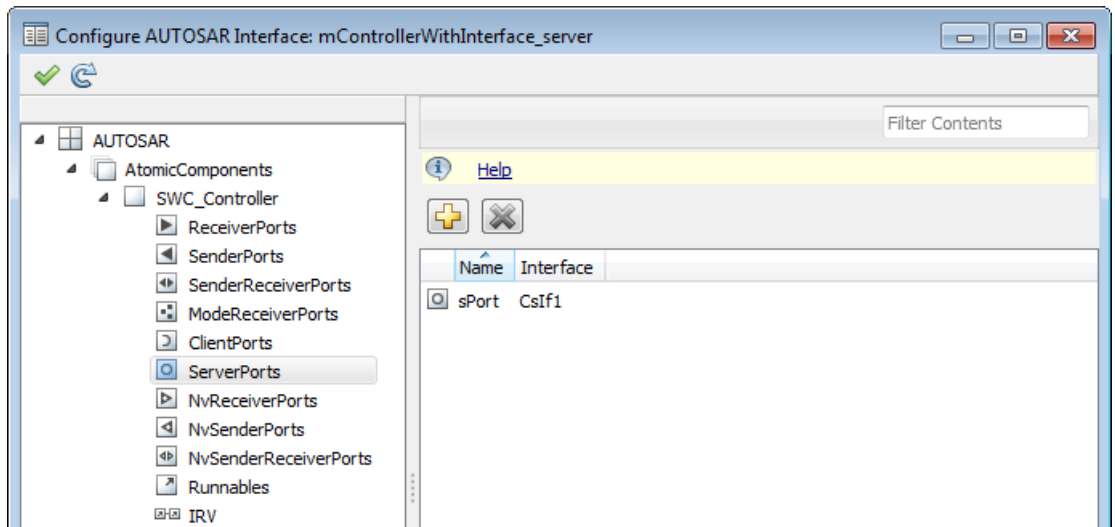 Configure AUTOSAR Interface: mControllerWithInterface_server
Filter Contents
AUTOSAR
AtomicComponents
SWC_Controller
ReceiverPorts
SenderPorts
SenderReceiverPorts
ModeReceiverPorts
ClientPorts
ServerPorts
NvReceiverPorts
NvSenderPorts
NvSenderReceiverPorts
Runnables
IRV
Help
Name Interface
sPort CsIf1